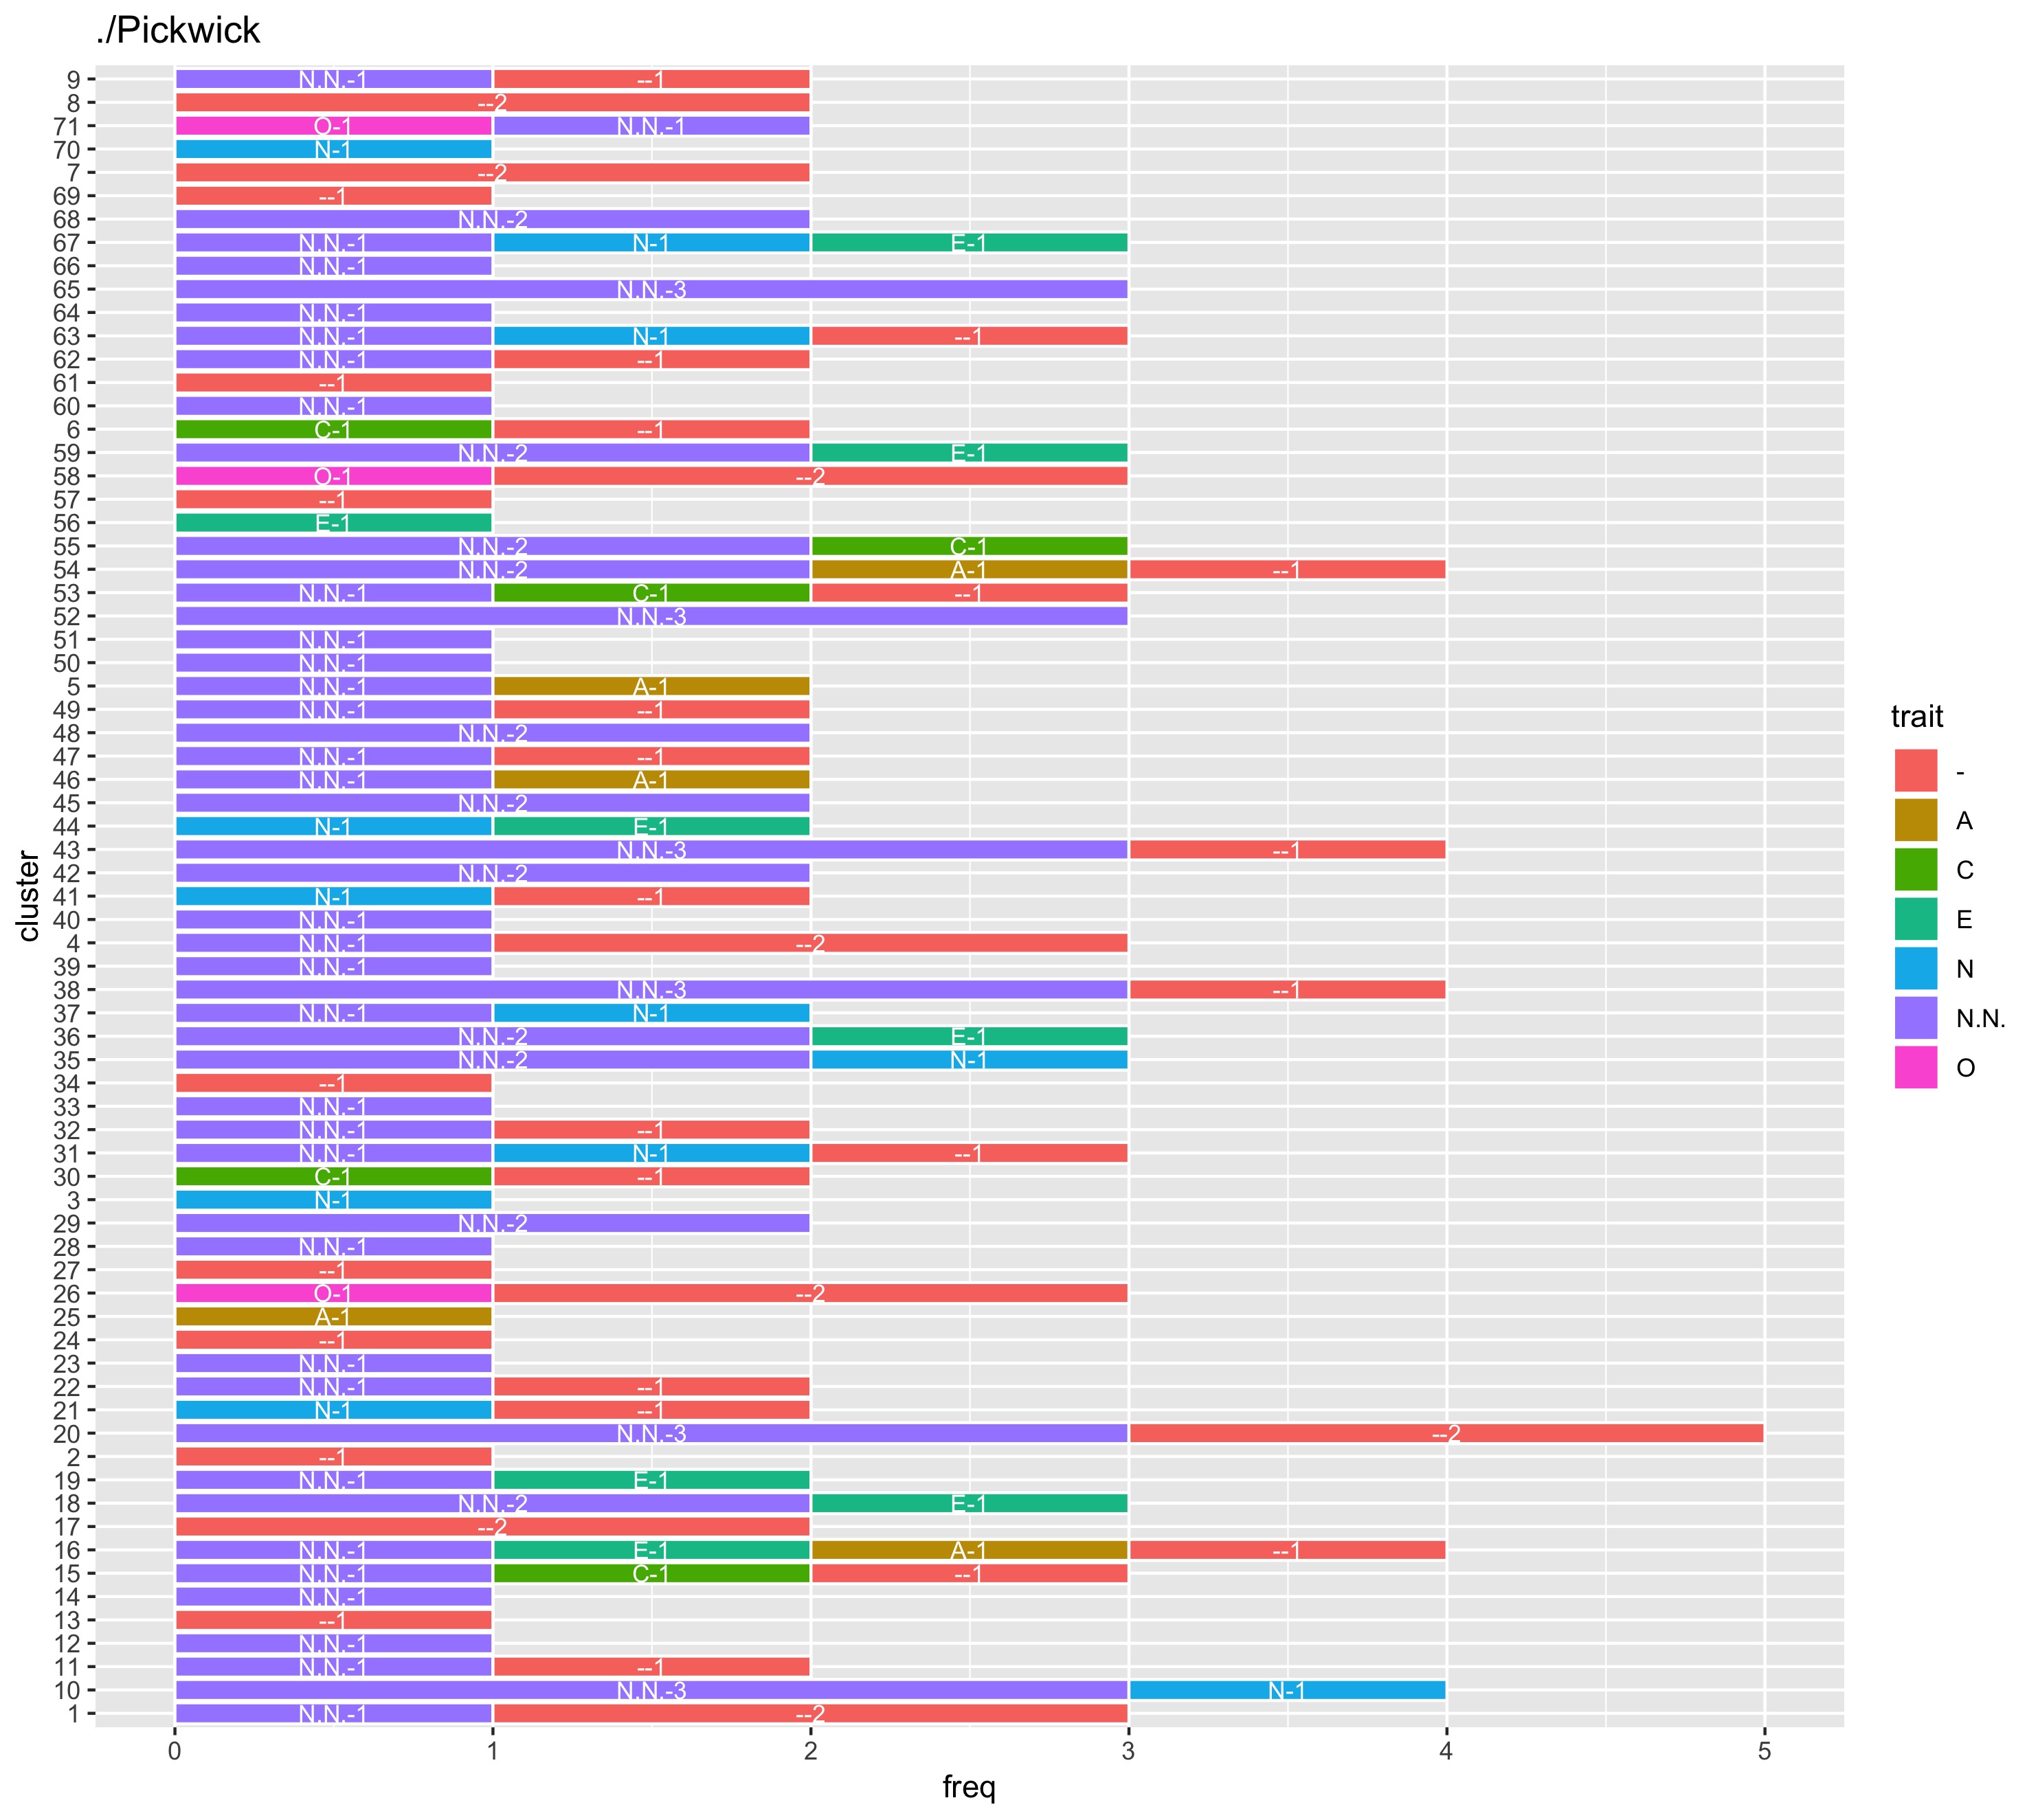 ./Pickwick
9 N.N.-1 --1
8 --2
71 O-1 N.N.-1
70 N-1
7 --2
69 --1
68 N.N.-2
67 N.N.-1 N-1 E-1
66 N.N.-1
65 N.N.-3
64 N.N.-1
63 N.N.-1 N-1 --1
62 N.N.-1 --1
61 --1
60 N.N.-1
6 C-1 --1
59 N.N.-2 E-1
58 O-1 --2
57 --1
56 E-1
55 N.N.-2 C-1
54 N.N.-2 A-1 --1
53 N.N.-1 C-1 --1
52 N.N.-3
51 N.N.-1
50 N.N.-1
5 N.N.-1 A-1
49 N.N.-1 --1
48 N.N.-2
47 N.N.-1 --1
46 N.N.-1 A-1
45 N.N.-2
44 N-1 E-1
43 N.N.-3 --1
42 N.N.-2
41 N-1 --1
40 N.N.-1
4 N.N.-1 --2
39 N.N.-1
38 N.N.-3 --1
37 N.N.-1 N-1
36 N.N.-2 E-1
35 N.N.-2 N-1
34 --1
33 N.N.-1
32 N.N.-1 --1
31 N.N.-1 N-1 --1
30 C-1 --1
3 N-1
29 N.N.-2
28 N.N.-1
27 --1
26 O-1 --2
25 A-1
24 --1
23 N.N.-1
22 N.N.-1 --1
21 N-1 --1
20 N.N.-3 --2
2 --1
19 N.N.-1 E-1
18 N.N.-2 E-1
17 --2
16 N.N.-1 E-1 A-1 --1
15 N.N.-1 C-1 --1
14 N.N.-1
13 --1
12 N.N.-1
11 N.N.-1 --1
10 N.N.-3 N-1
1 N.N.-1 --2
0 1 2 3 4 5
freq
cluster
trait
-
A
C
E
N
N.N.
O